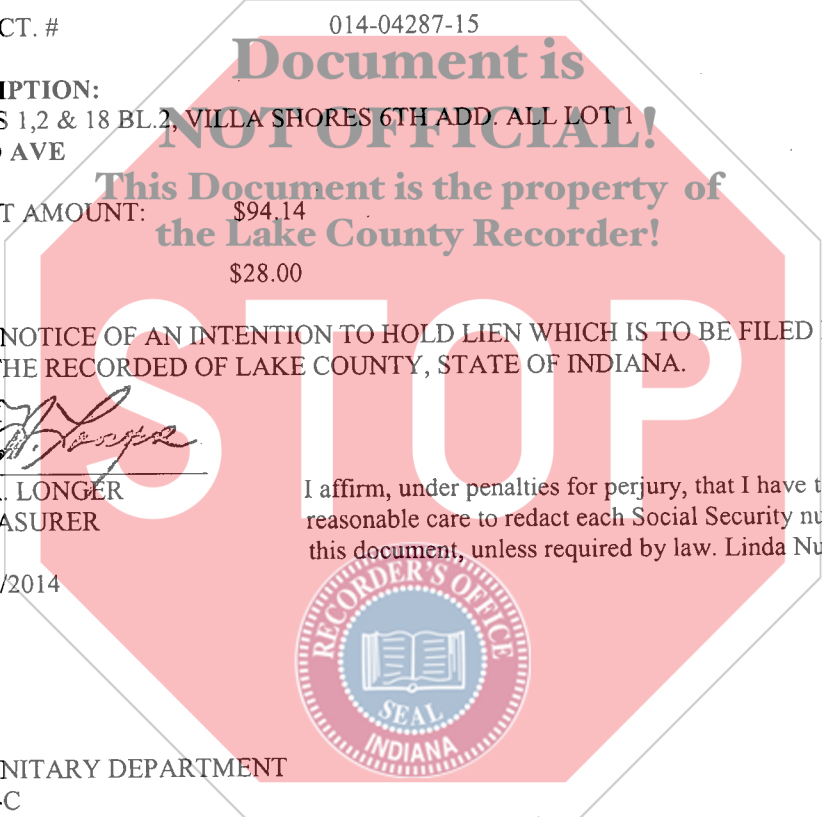 CT. # 014-04287-15
Document is
IPTION:
S 1,2 & 18 BL.2, VILLA SHORES 6TH ADD. ALL LOT 1
NOT OFFICIAL!
AVE
This Document is the property of
T AMOUNT: $94.14
the Lake County Recorder!
$28.00
STOP
NOTICE OF AN INTENTION TO HOLD LIEN WHICH IS TO BE FILED
THE RECORDED OF LAKE COUNTY, STATE OF INDIANA.
. LONGER
ASURER
I affirm, under penalties for perjury, that I have t
reasonable care to redact each Social Security nu
this document, unless required by law. Linda Nu
/2014
RECORDER'S OFFICE
SEAL
INDIANA
NITARY DEPARTMENT
-C